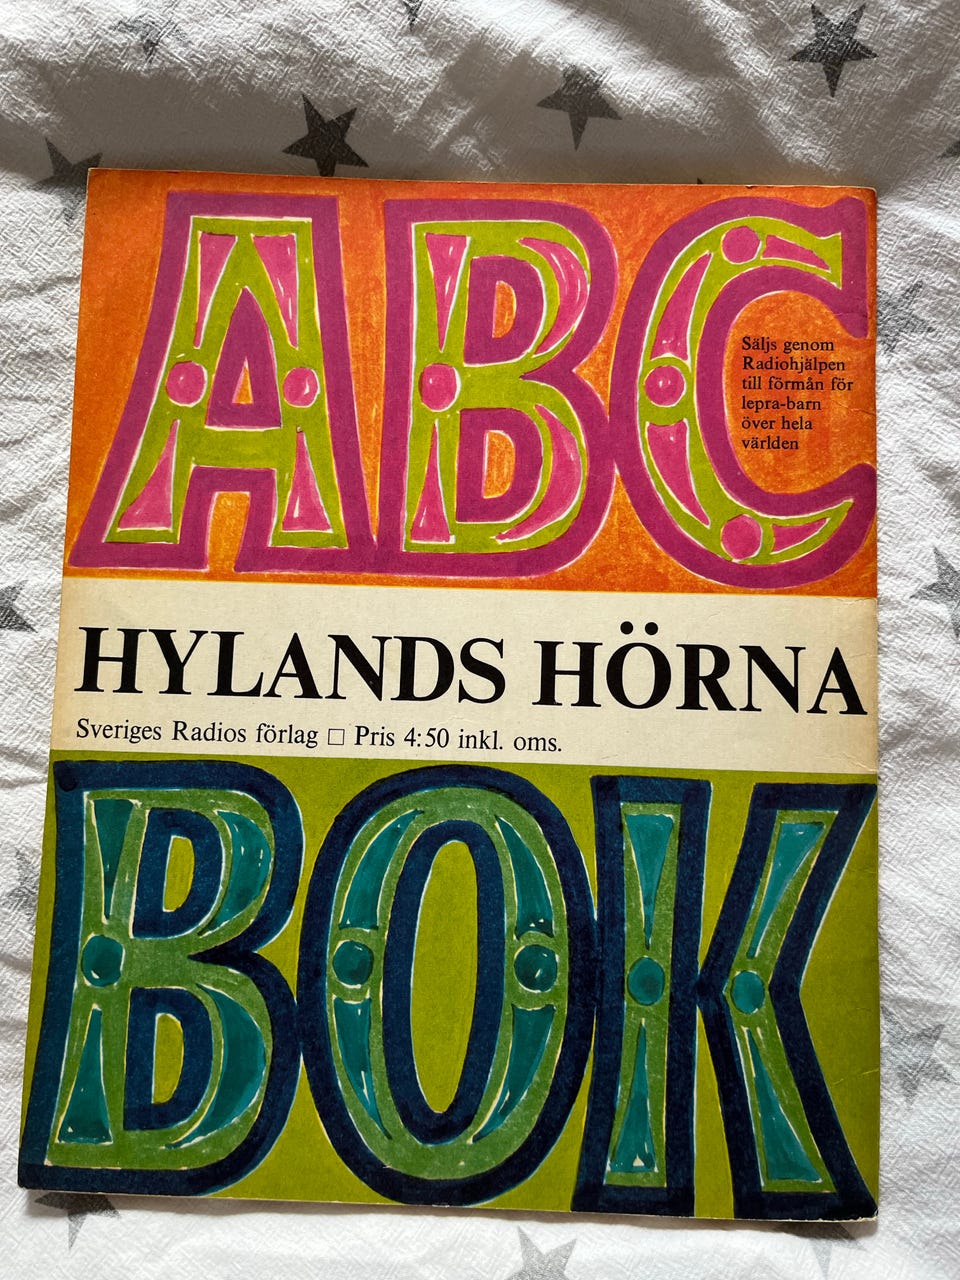 ABC
Säljs genom
Radiohjälpen
till förmån för
lepra-barn
över hela
världen
HYLANDS HÖRNA
Sveriges Radios förlag □ Pris 4:50 inkl. oms.
BOK